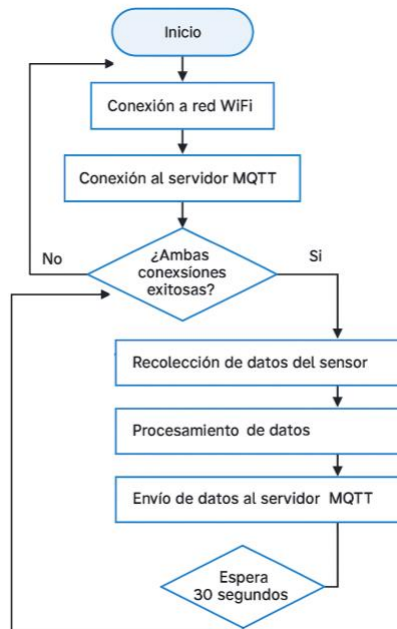 Inicio
Conexión a red WiFi
Conexión al servidor MQTT
¿Ambas
conexsiones
exitosas?
No
Si
Recolección de datos del sensor
Procesamiento de datos
Envío de datos al servidor MQTT
Espera
30 segundos